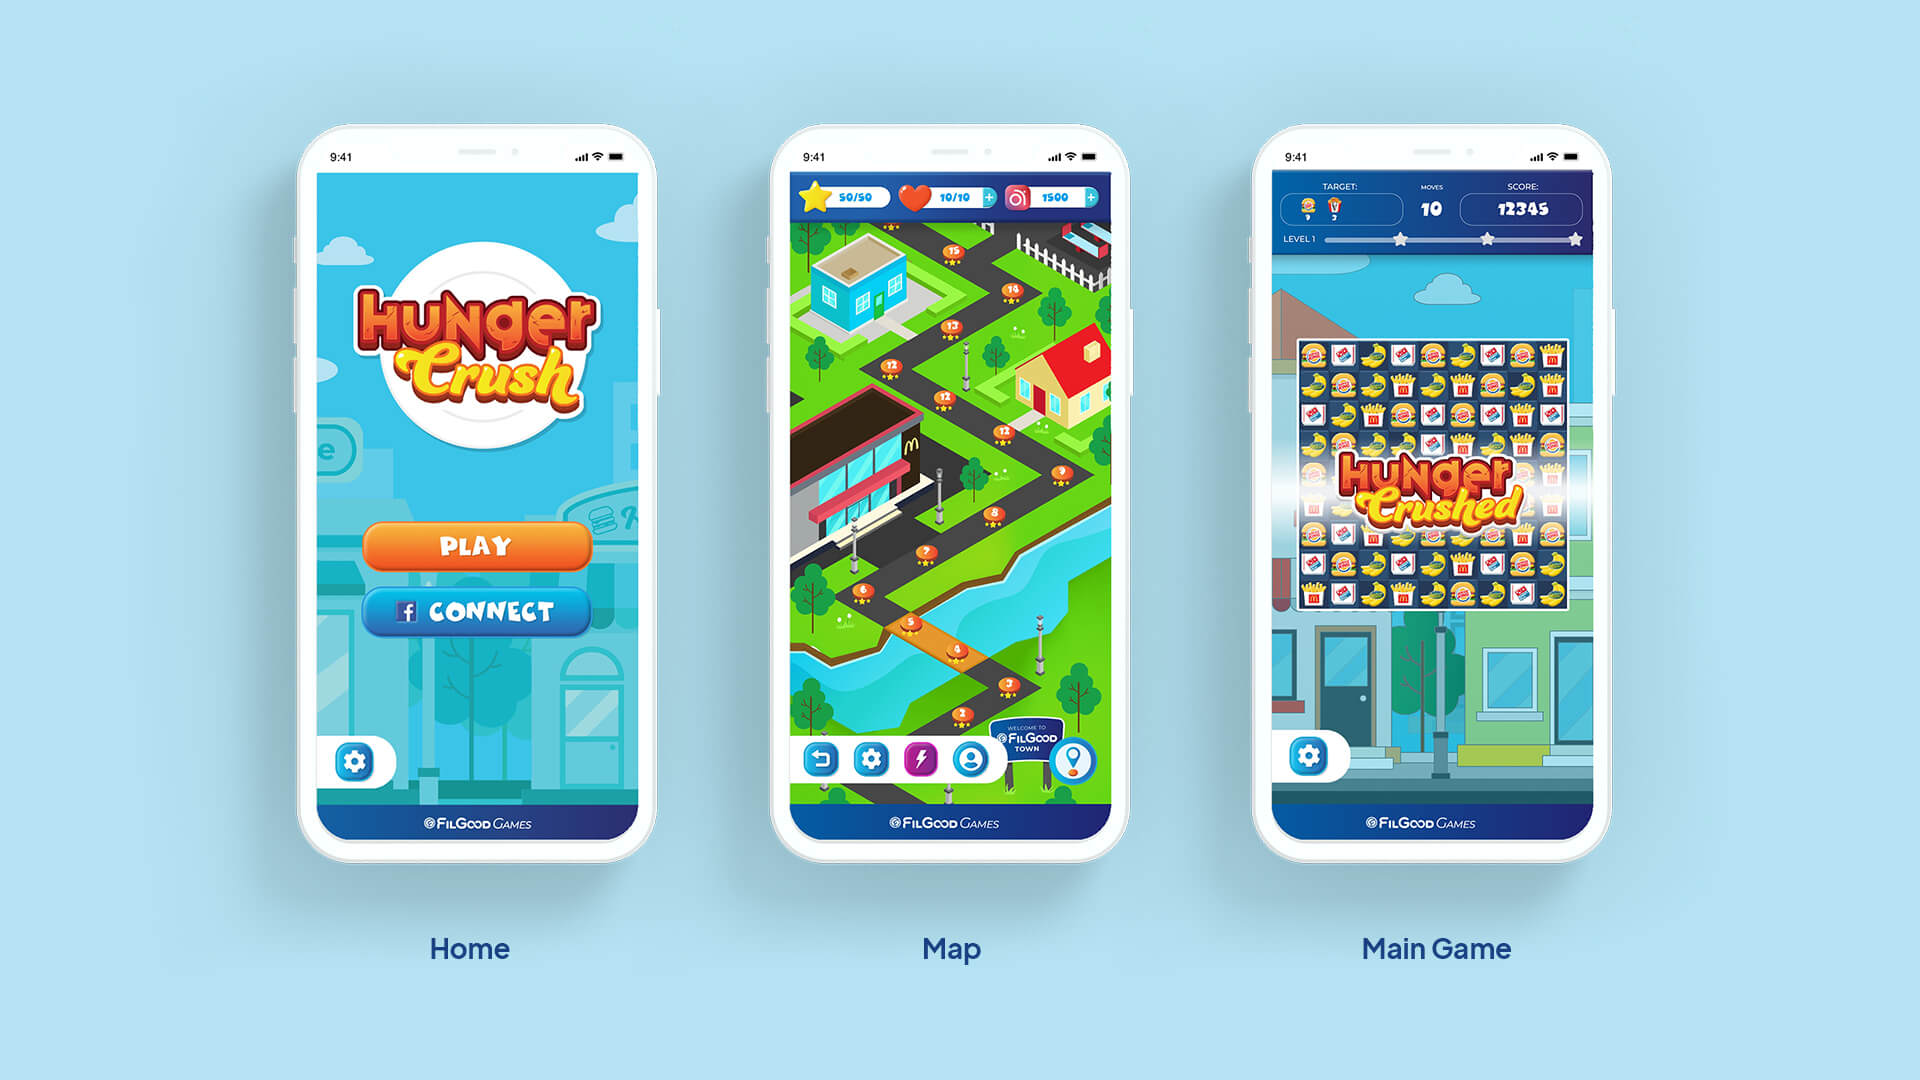 9:41
Hunger
Crush
e
PLAY
f CONNECT
FILGOOD GAMES
Home
9:41
50/50
10/10
1500
15
14
13
12
12
12
9
8
7
6
5
4
3
2
WELCOME TO
FILGOOD
TOWN
FILGOOD GAMES
Map
9:41
TARGET:
MOVES
SCORE:
10
12345
LEVEL 1
Hunger
Crushed
FILGOOD GAMES
Main Game